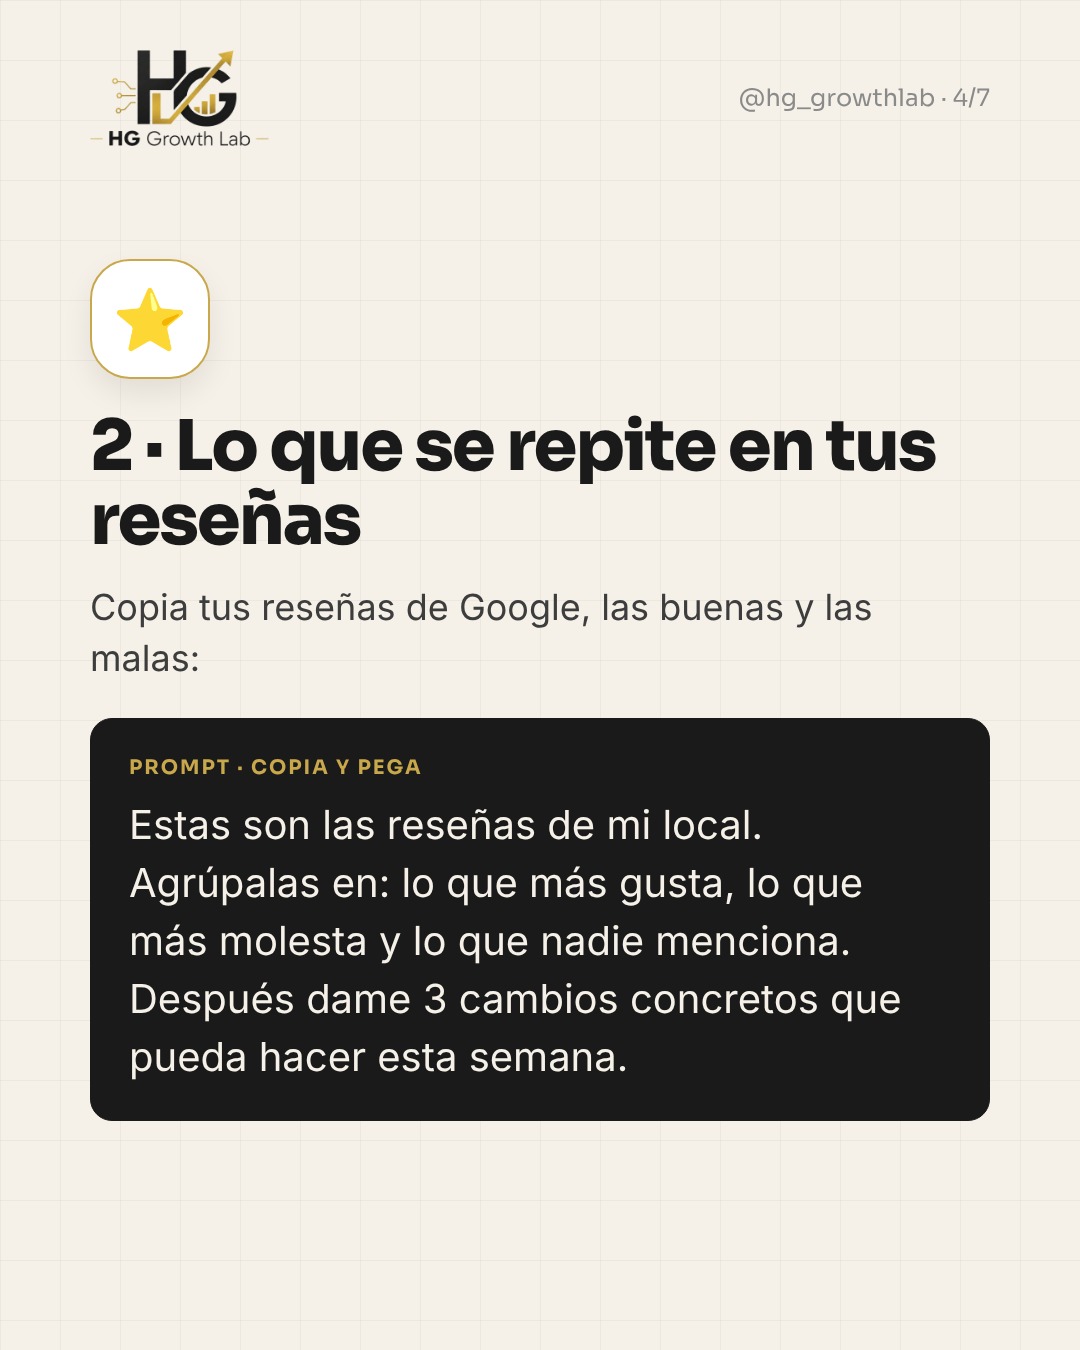 HG
HG Growth Lab
@hg_growthlab · 4/7
2 · Lo que se repite en tus
reseñas
Copia tus reseñas de Google, las buenas y las
malas:
PROMPT · COPIA Y PEGA
Estas son las reseñas de mi local.
Agrúpalas en: lo que más gusta, lo que
más molesta y lo que nadie menciona.
Después dame 3 cambios concretos que
pueda hacer esta semana.